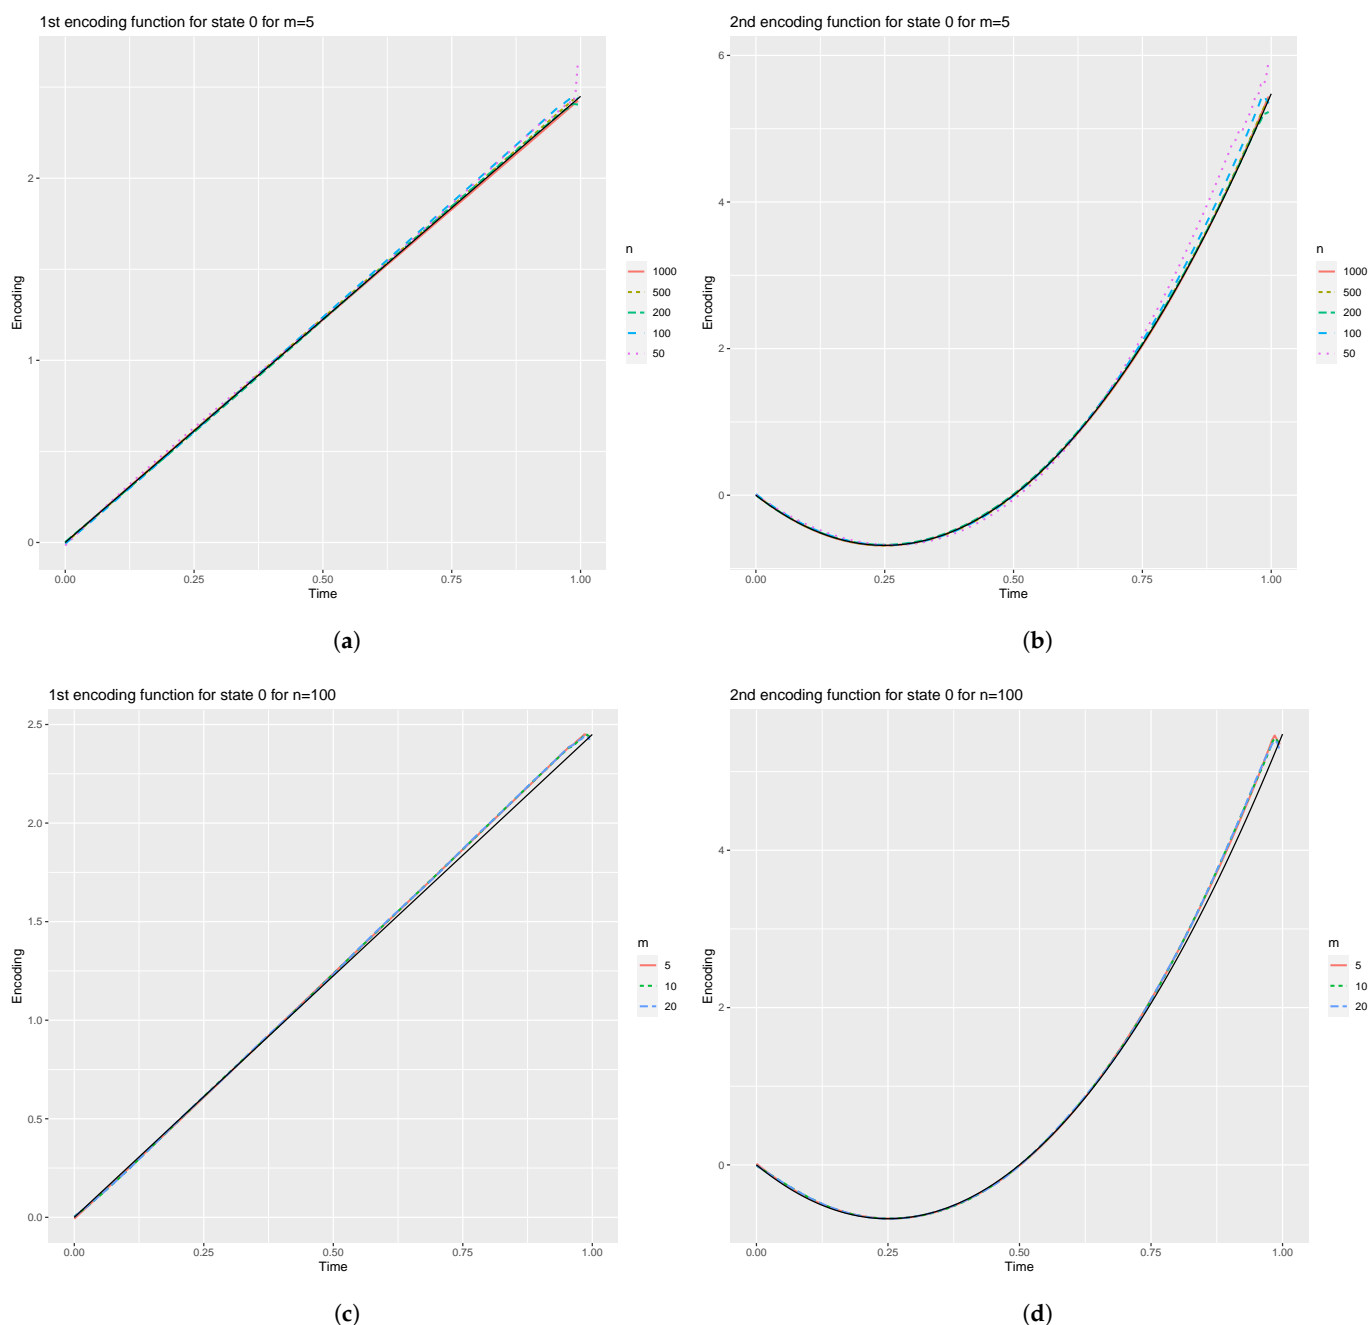 1st encoding function for state 0 for m=5
Encoding
2
1
0
0.00 0.25 0.50 0.75 1.00
Time
n
1000
500
200
100
50
(a)
2nd encoding function for state 0 for m=5
Encoding
6
4
2
0
0.00 0.25 0.50 0.75 1.00
Time
n
1000
500
200
100
50
(b)
1st encoding function for state 0 for n=100
Encoding
2.5
2.0
1.5
1.0
0.5
0.0
0.00 0.25 0.50 0.75 1.00
Time
m
5
10
20
(c)
2nd encoding function for state 0 for n=100
Encoding
4
2
0
0.00 0.25 0.50 0.75 1.00
Time
m
5
10
20
(d)